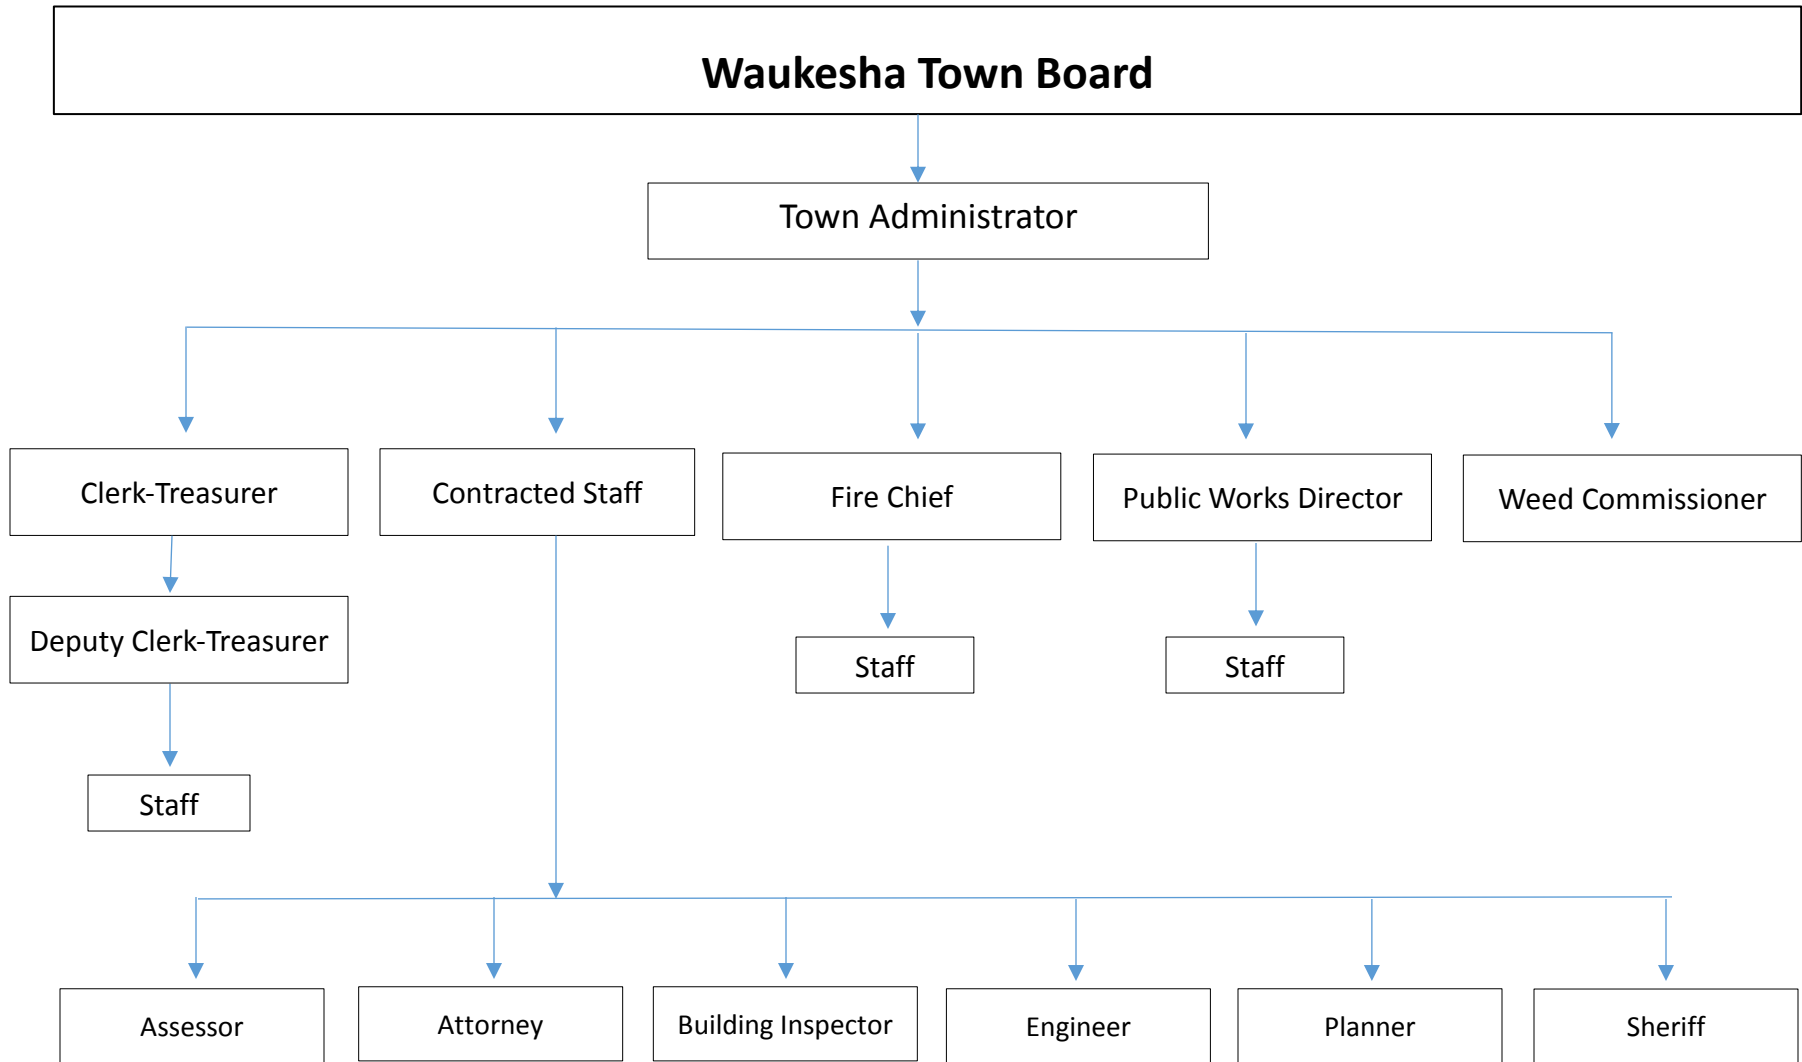 Waukesha Town Board
Town Administrator
Clerk-Treasurer
Contracted Staff
Fire Chief
Public Works Director
Weed Commissioner
Deputy Clerk-Treasurer
Staff
Staff
Staff
Assessor
Attorney
Building Inspector
Engineer
Planner
Sheriff